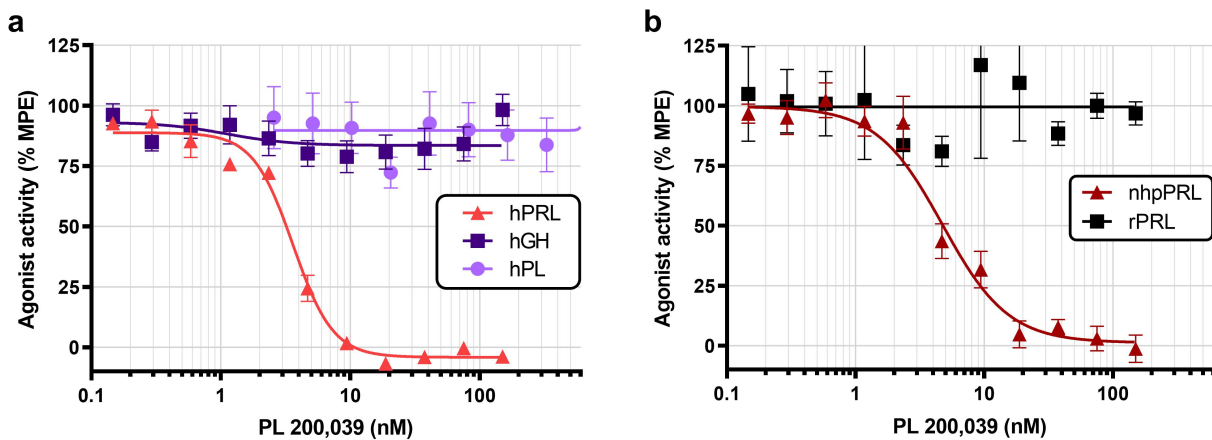 a
125
100
75
50
25
0
Agonist activity (% MPE)
hPRL
hGH
hPL
0.1 1 10 100
PL 200,039 (nM)
b
125
100
75
50
25
0
Agonist activity (% MPE)
nhpPRL
rPRL
0.1 1 10 100
PL 200,039 (nM)